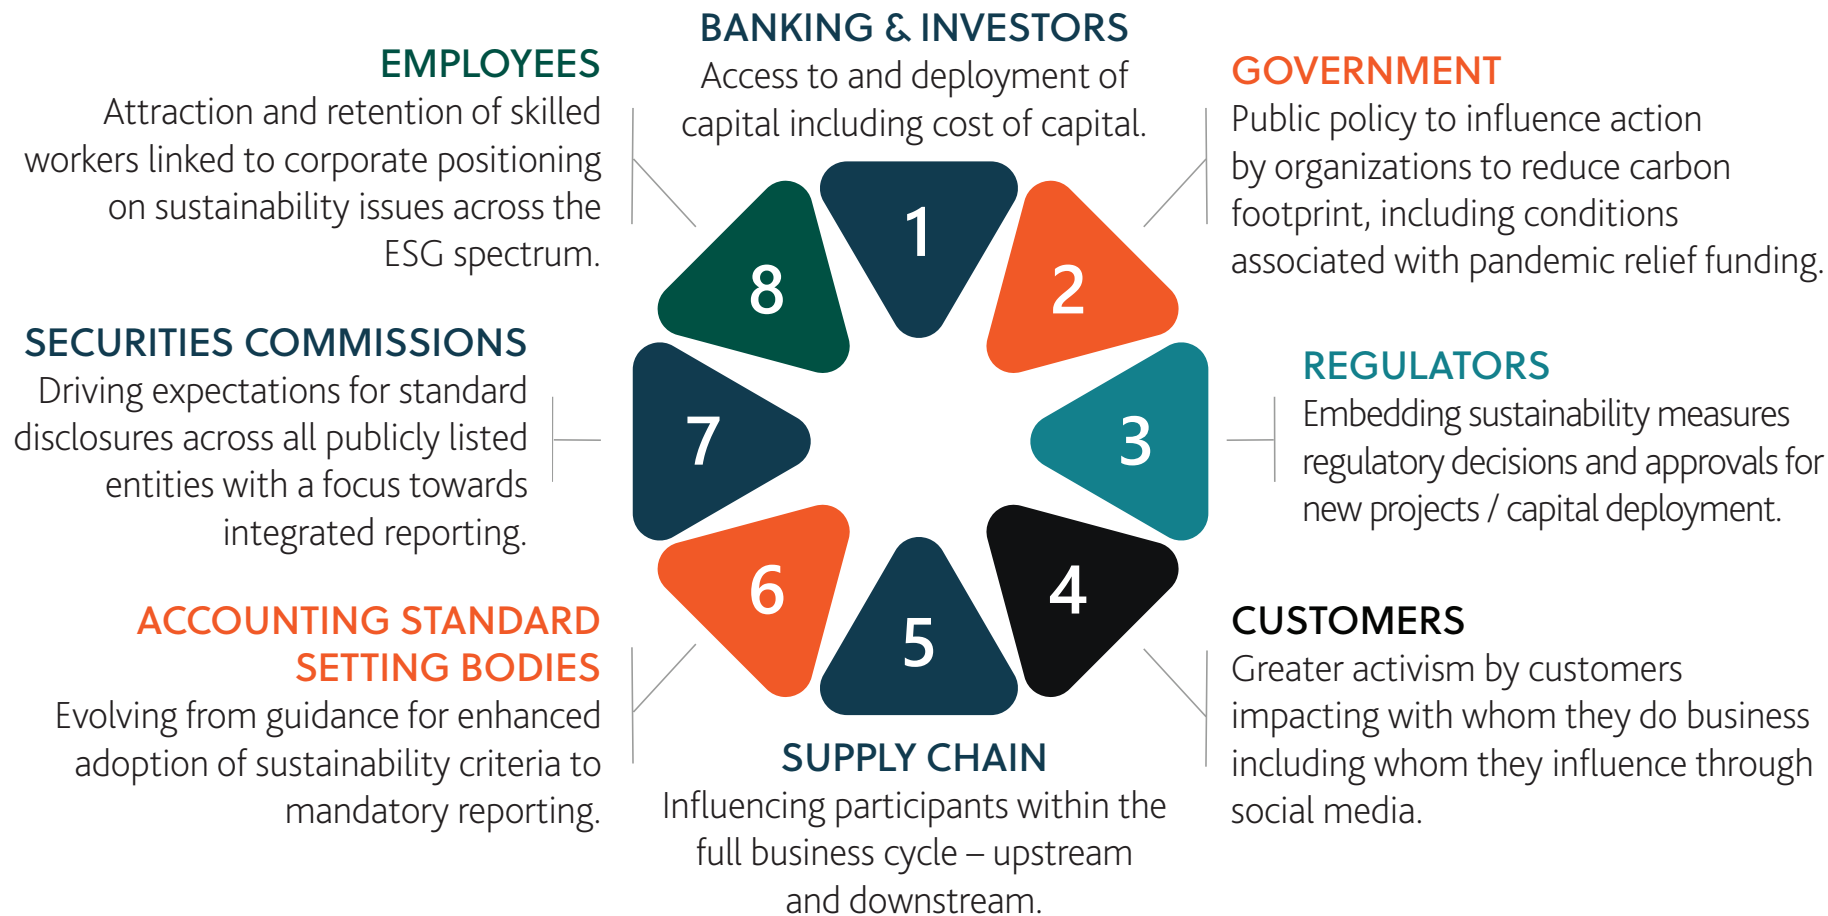 BANKING & INVESTORS
Access to and deployment of
capital including cost of capital.
1
GOVERNMENT
Public policy to influence action
by organizations to reduce carbon
footprint, including conditions
associated with pandemic relief funding.
2
REGULATORS
Embedding sustainability measures
regulatory decisions and approvals for
new projects / capital deployment.
3
CUSTOMERS
Greater activism by customers
impacting with whom they do business
including whom they influence through
social media.
4
SUPPLY CHAIN
Influencing participants within the
full business cycle – upstream
and downstream.
5
ACCOUNTING STANDARD
SETTING BODIES
Evolving from guidance for enhanced
adoption of sustainability criteria to
mandatory reporting.
6
SECURITIES COMMISSIONS
Driving expectations for standard
disclosures across all publicly listed
entities with a focus towards
integrated reporting.
7
EMPLOYEES
Attraction and retention of skilled
workers linked to corporate positioning
on sustainability issues across the
ESG spectrum.
8